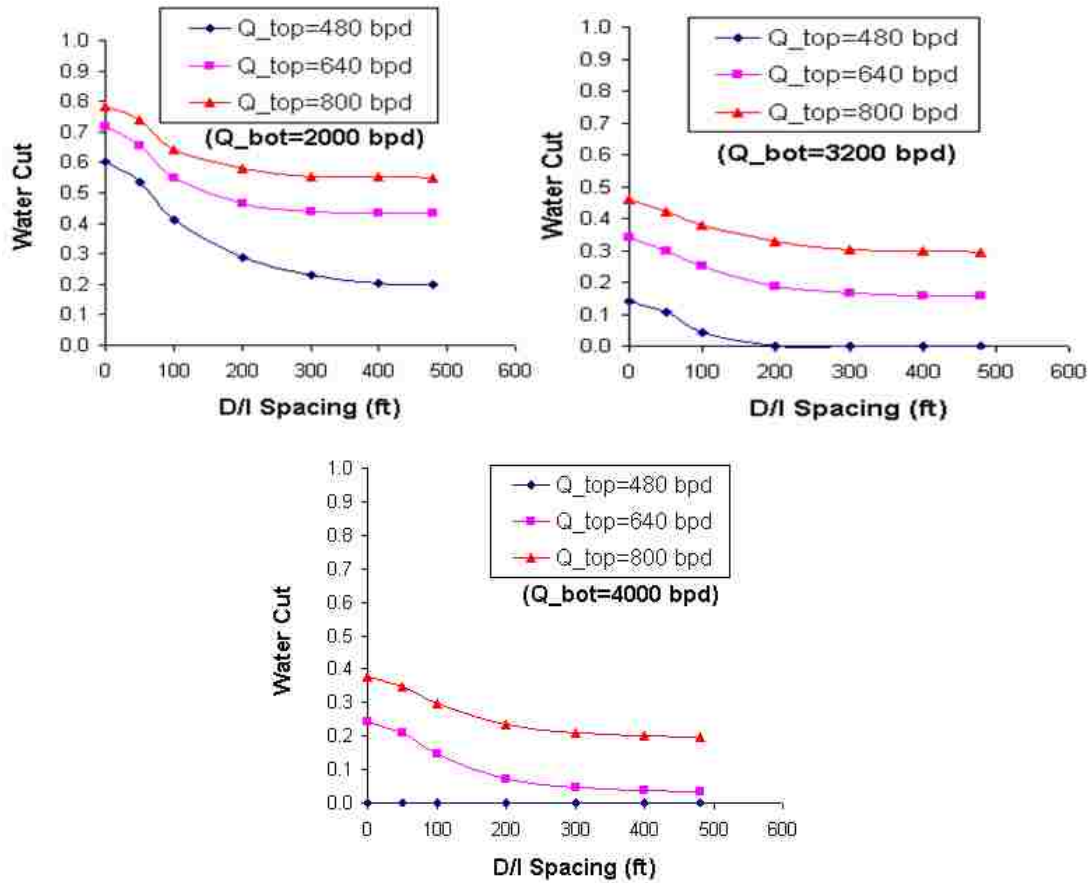 Q_top=480 bpd
Q_top=640 bpd
Q_top=800 bpd
(Q_bot=2000 bpd)
Water Cut
1.0
0.9
0.8
0.7
0.6
0.5
0.4
0.3
0.2
0.1
0.0
0 100 200 300 400 500 600
D/I Spacing (ft)
Q_top=480 bpd
Q_top=640 bpd
Q_top=800 bpd
(Q_bot=3200 bpd)
Water Cut
1.0
0.9
0.8
0.7
0.6
0.5
0.4
0.3
0.2
0.1
0.0
0 100 200 300 400 500 600
D/I Spacing (ft)
Q_top=480 bpd
Q_top=640 bpd
Q_top=800 bpd
(Q_bot=4000 bpd)
Water Cut
1.0
0.9
0.8
0.7
0.6
0.5
0.4
0.3
0.2
0.1
0.0
0 100 200 300 400 500 600
D/I Spacing (ft)